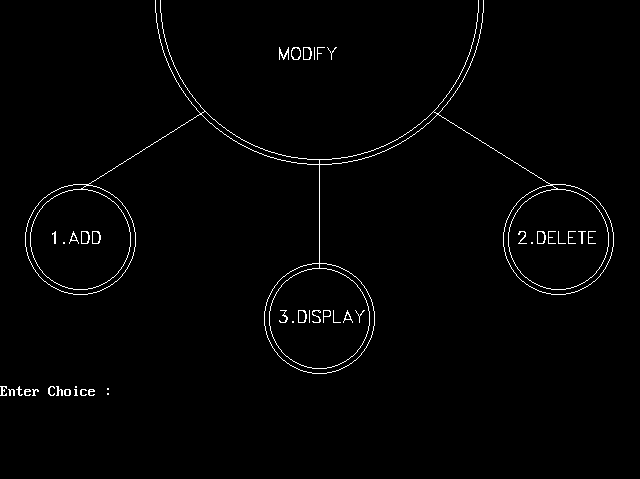 MODIFY
1.ADD
2.DELETE
3.DISPLAY
Enter Choice :